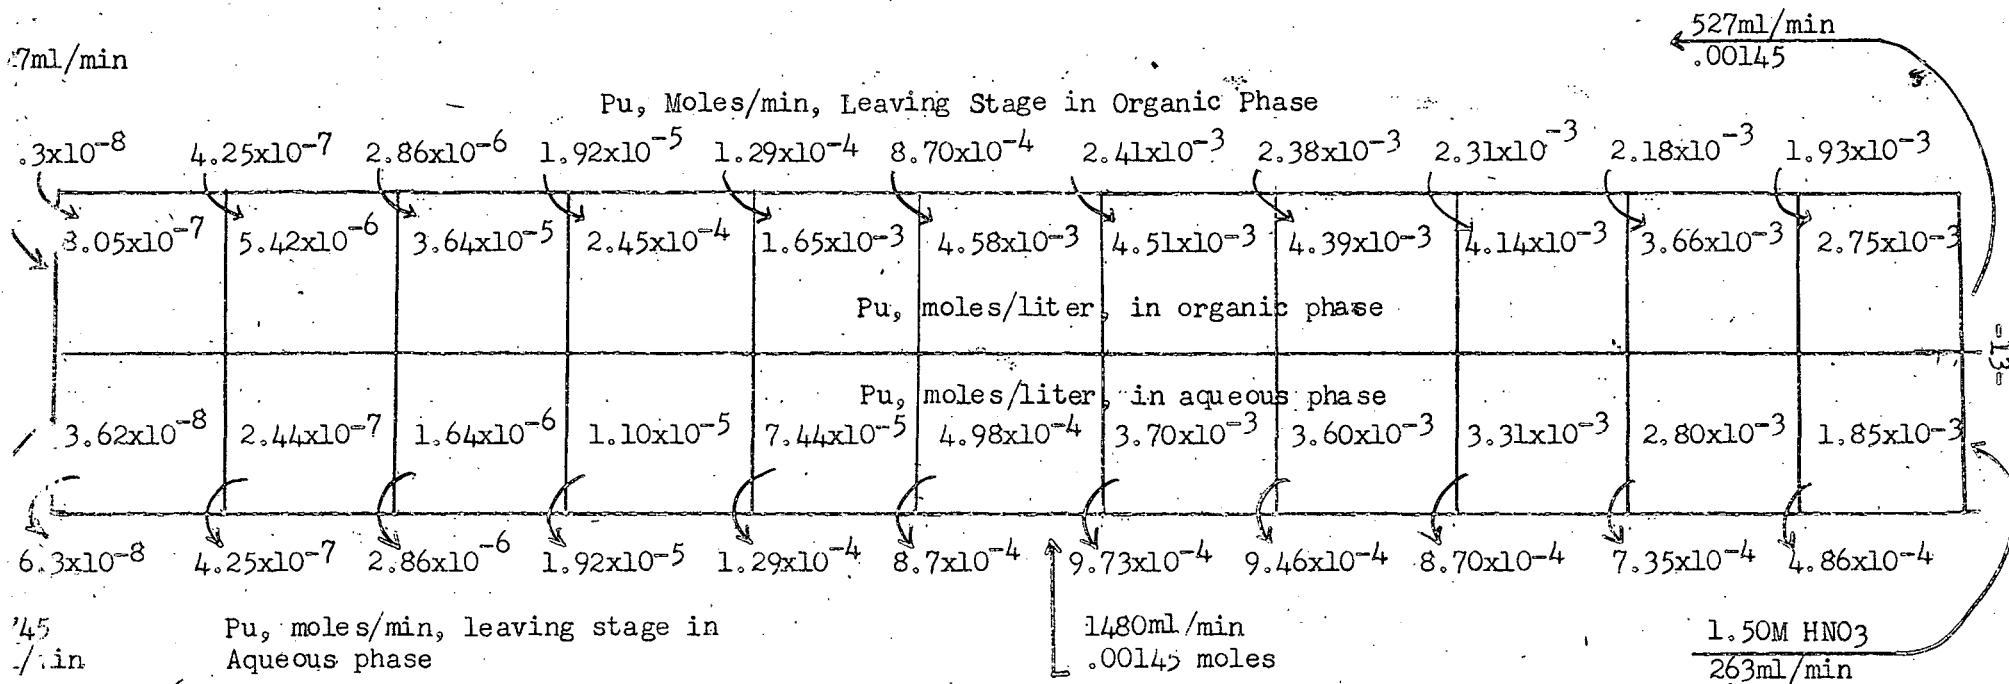 527ml/min
7ml/min
.00145
Pu, Moles/min, Leaving Stage in Organic Phase
.3x10-8 4.25x10-7 2.86x10-6 1.92x10-5 1.29x10-4 8.70x10-4 2.41x10-3 2.38x10-3 2.31x10-3 2.18x10-3 1.93x10-3
8.05x10-7 5.42x10-6 3.64x10-5 2.45x10-4 1.65x10-3 4.58x10-3 4.51x10-3 4.39x10-3 4.14x10-3 3.66x10-3 2.75x10-3
Pu, moles/liter, in organic phase
-13-
Pu, moles/liter, in aqueous phase
3.62x10-8 2.44x10-7 1.64x10-6 1.10x10-5 7.44x10-5 4.98x10-4 3.70x10-3 3.60x10-3 3.31x10-3 2.80x10-3 1.85x10-3
6.3x10-8 4.25x10-7 2.86x10-6 1.92x10-5 1.29x10-4 8.7x10-4 9.73x10-4 9.46x10-4 8.70x10-4 7.35x10-4 4.86x10-4
45 Pu, moles/min, leaving stage in 1480ml/min 1.50M HNO3
Aqueous phase .00145 moles 263ml/min